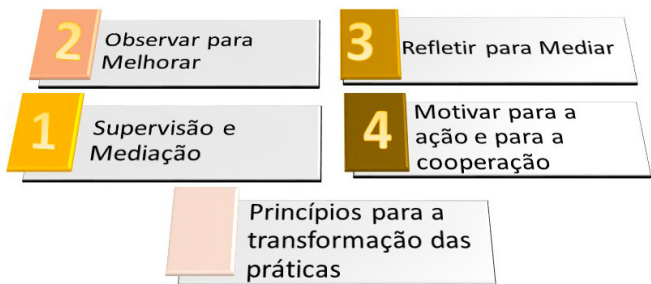 2
Observar para
Melhorar
3
Refletir para Mediar
1
Supervisão e
Mediação
4
Motivar para a
ação e para a
cooperação
Princípios para a
transformação das
práticas